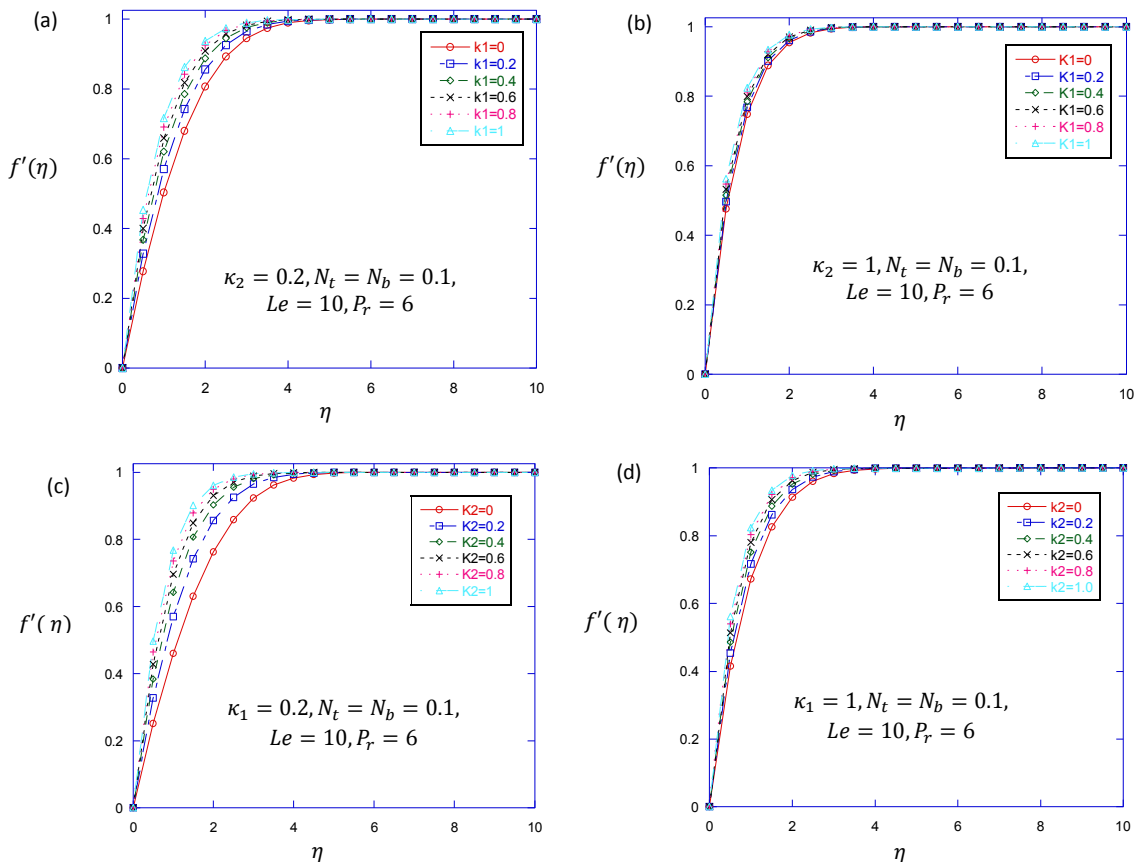 (a)
1
0.8
0.6
0.4
0.2
0
f′(η)
k1=0
k1=0.2
k1=0.4
k1=0.6
k1=0.8
k1=1
κ₂ = 0.2, Nₜ = N_b = 0.1,
Le = 10, Pᵣ = 6
0 2 4 6 8 10
η
(b)
1
0.8
0.6
0.4
0.2
0
f′(η)
K1=0
K1=0.2
K1=0.4
K1=0.6
K1=0.8
K1=1
κ₂ = 1, Nₜ = N_b = 0.1,
Le = 10, Pᵣ = 6
0 2 4 6 8 10
η
(c)
1
0.8
0.6
0.4
0.2
0
f′( η)
K2=0
K2=0.2
K2=0.4
K2=0.6
K2=0.8
K2=1
κ₁ = 0.2, Nₜ = N_b = 0.1,
Le = 10, Pᵣ = 6
0 2 4 6 8 10
η
(d)
1
0.8
0.6
0.4
0.2
0
f′( η)
k2=0
k2=0.2
k2=0.4
k2=0.6
k2=0.8
k2=1.0
κ₁ = 1, Nₜ = N_b = 0.1,
Le = 10, Pᵣ = 6
0 2 4 6 8 10
η